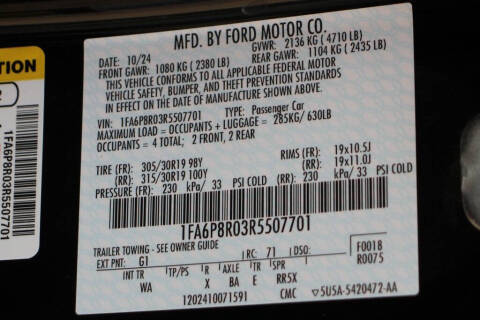 MFD. BY FORD MOTOR CO.
10/24 GVWR: 2136 KG (4710 LB)
FRONT GAWR: 1080 KG (2380 LB) REAR GAWR: 1104 KG (2435 LB)
THIS VEHICLE CONFORMS TO ALL APPLICABLE FEDERAL MOTOR
VEHICLE SAFETY, BUMPER, AND THEFT PREVENTION STANDARDS
IN EFFECT ON THE DATE OF MANUFACTURE SHOWN ABOVE.
VIN: 1FA6P8R03R5507701 TYPE: Passenger Car
MAXIMUM LOAD = OCCUPANTS + LUGGAGE = 285KG/ 630LB
OCCUPANTS = 4 TOTAL: 2 FRONT, 2 REAR
TIRE (FR): 305/30R19 98Y RIMS (FR): 19x10.5J
(RR): 315/30R19 100Y (RR): 19x11.0J
PRESSURE (FR): 230 kPa/ 33 PSI COLD (RR): 230 kPa/ 33 PSI COLD
1FA6P8R03R5507701
TRAILER TOWING - SEE OWNER GUIDE
EXT PNT: G1 RC: 71 DSO: F0018
R0075
INT TR TP/PS R AXLE TR SPR
WA X BA E RR5X
1202410071591 CMC 5U5A-5420472-AA
TION
2
1FA6P8R03R5507701